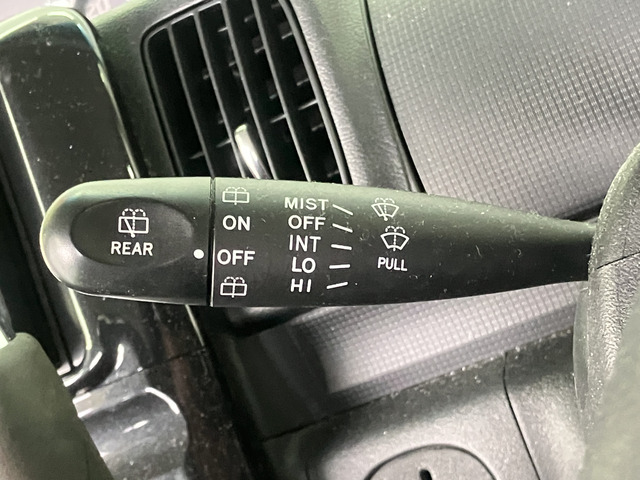 REAR
ON
OFF
MIST
OFF
INT
LO
HI
PULL